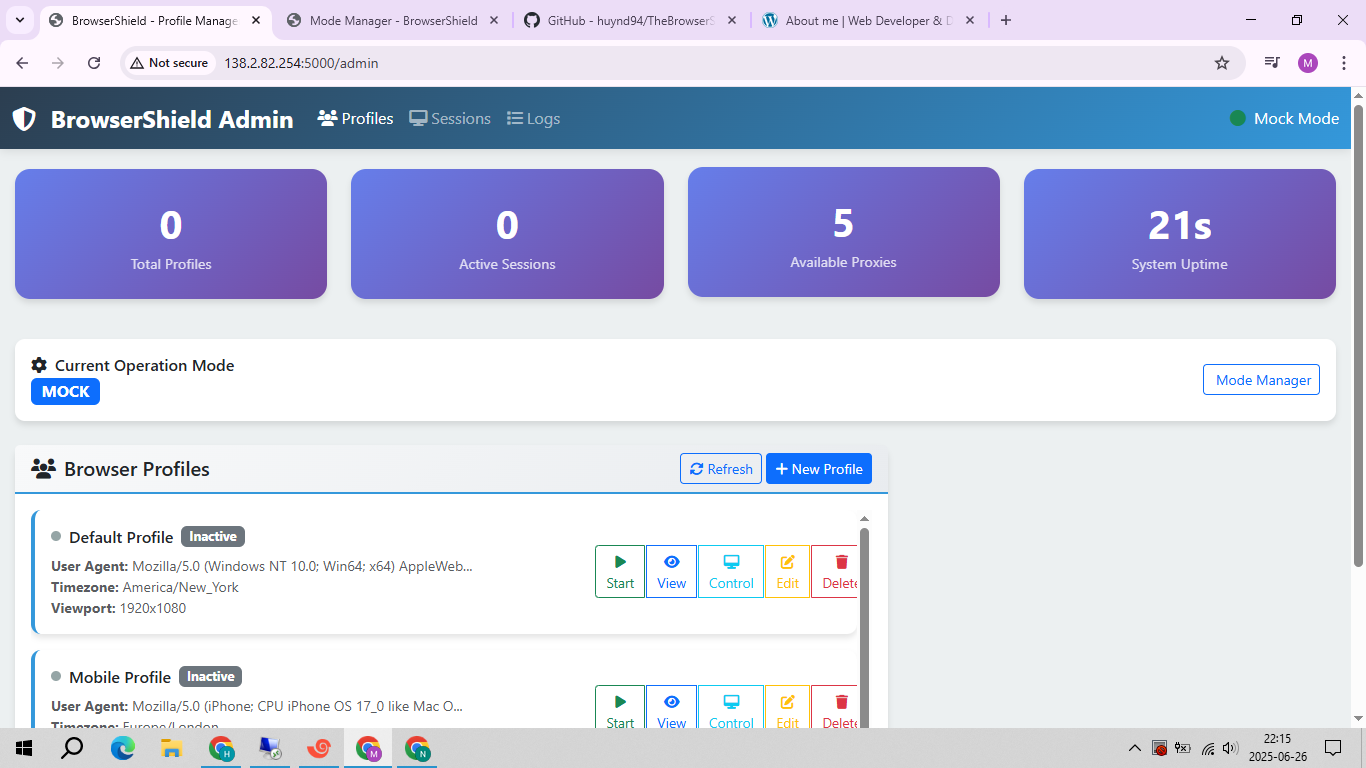 BrowserShield - Profile Manage
Mode Manager - BrowserShield
GitHub - huynd94/TheBrowserS
About me | Web Developer & D
Not secure
138.2.82.254:5000/admin
M
BrowserShield Admin
Profiles
Sessions
Logs
Mock Mode
0
Total Profiles
0
Active Sessions
5
Available Proxies
21s
System Uptime
Current Operation Mode
MOCK
Mode Manager
Browser Profiles
Refresh
New Profile
Default Profile
Inactive
User Agent: Mozilla/5.0 (Windows NT 10.0; Win64; x64) AppleWeb...
Timezone: America/New_York
Viewport: 1920x1080
Start
View
Control
Edit
Delete
Mobile Profile
Inactive
User Agent: Mozilla/5.0 (iPhone; CPU iPhone OS 17_0 like Mac O...
Timezone: Europe/London
Start
View
Control
Edit
Delete
H
M
N
22:15
2025-06-26